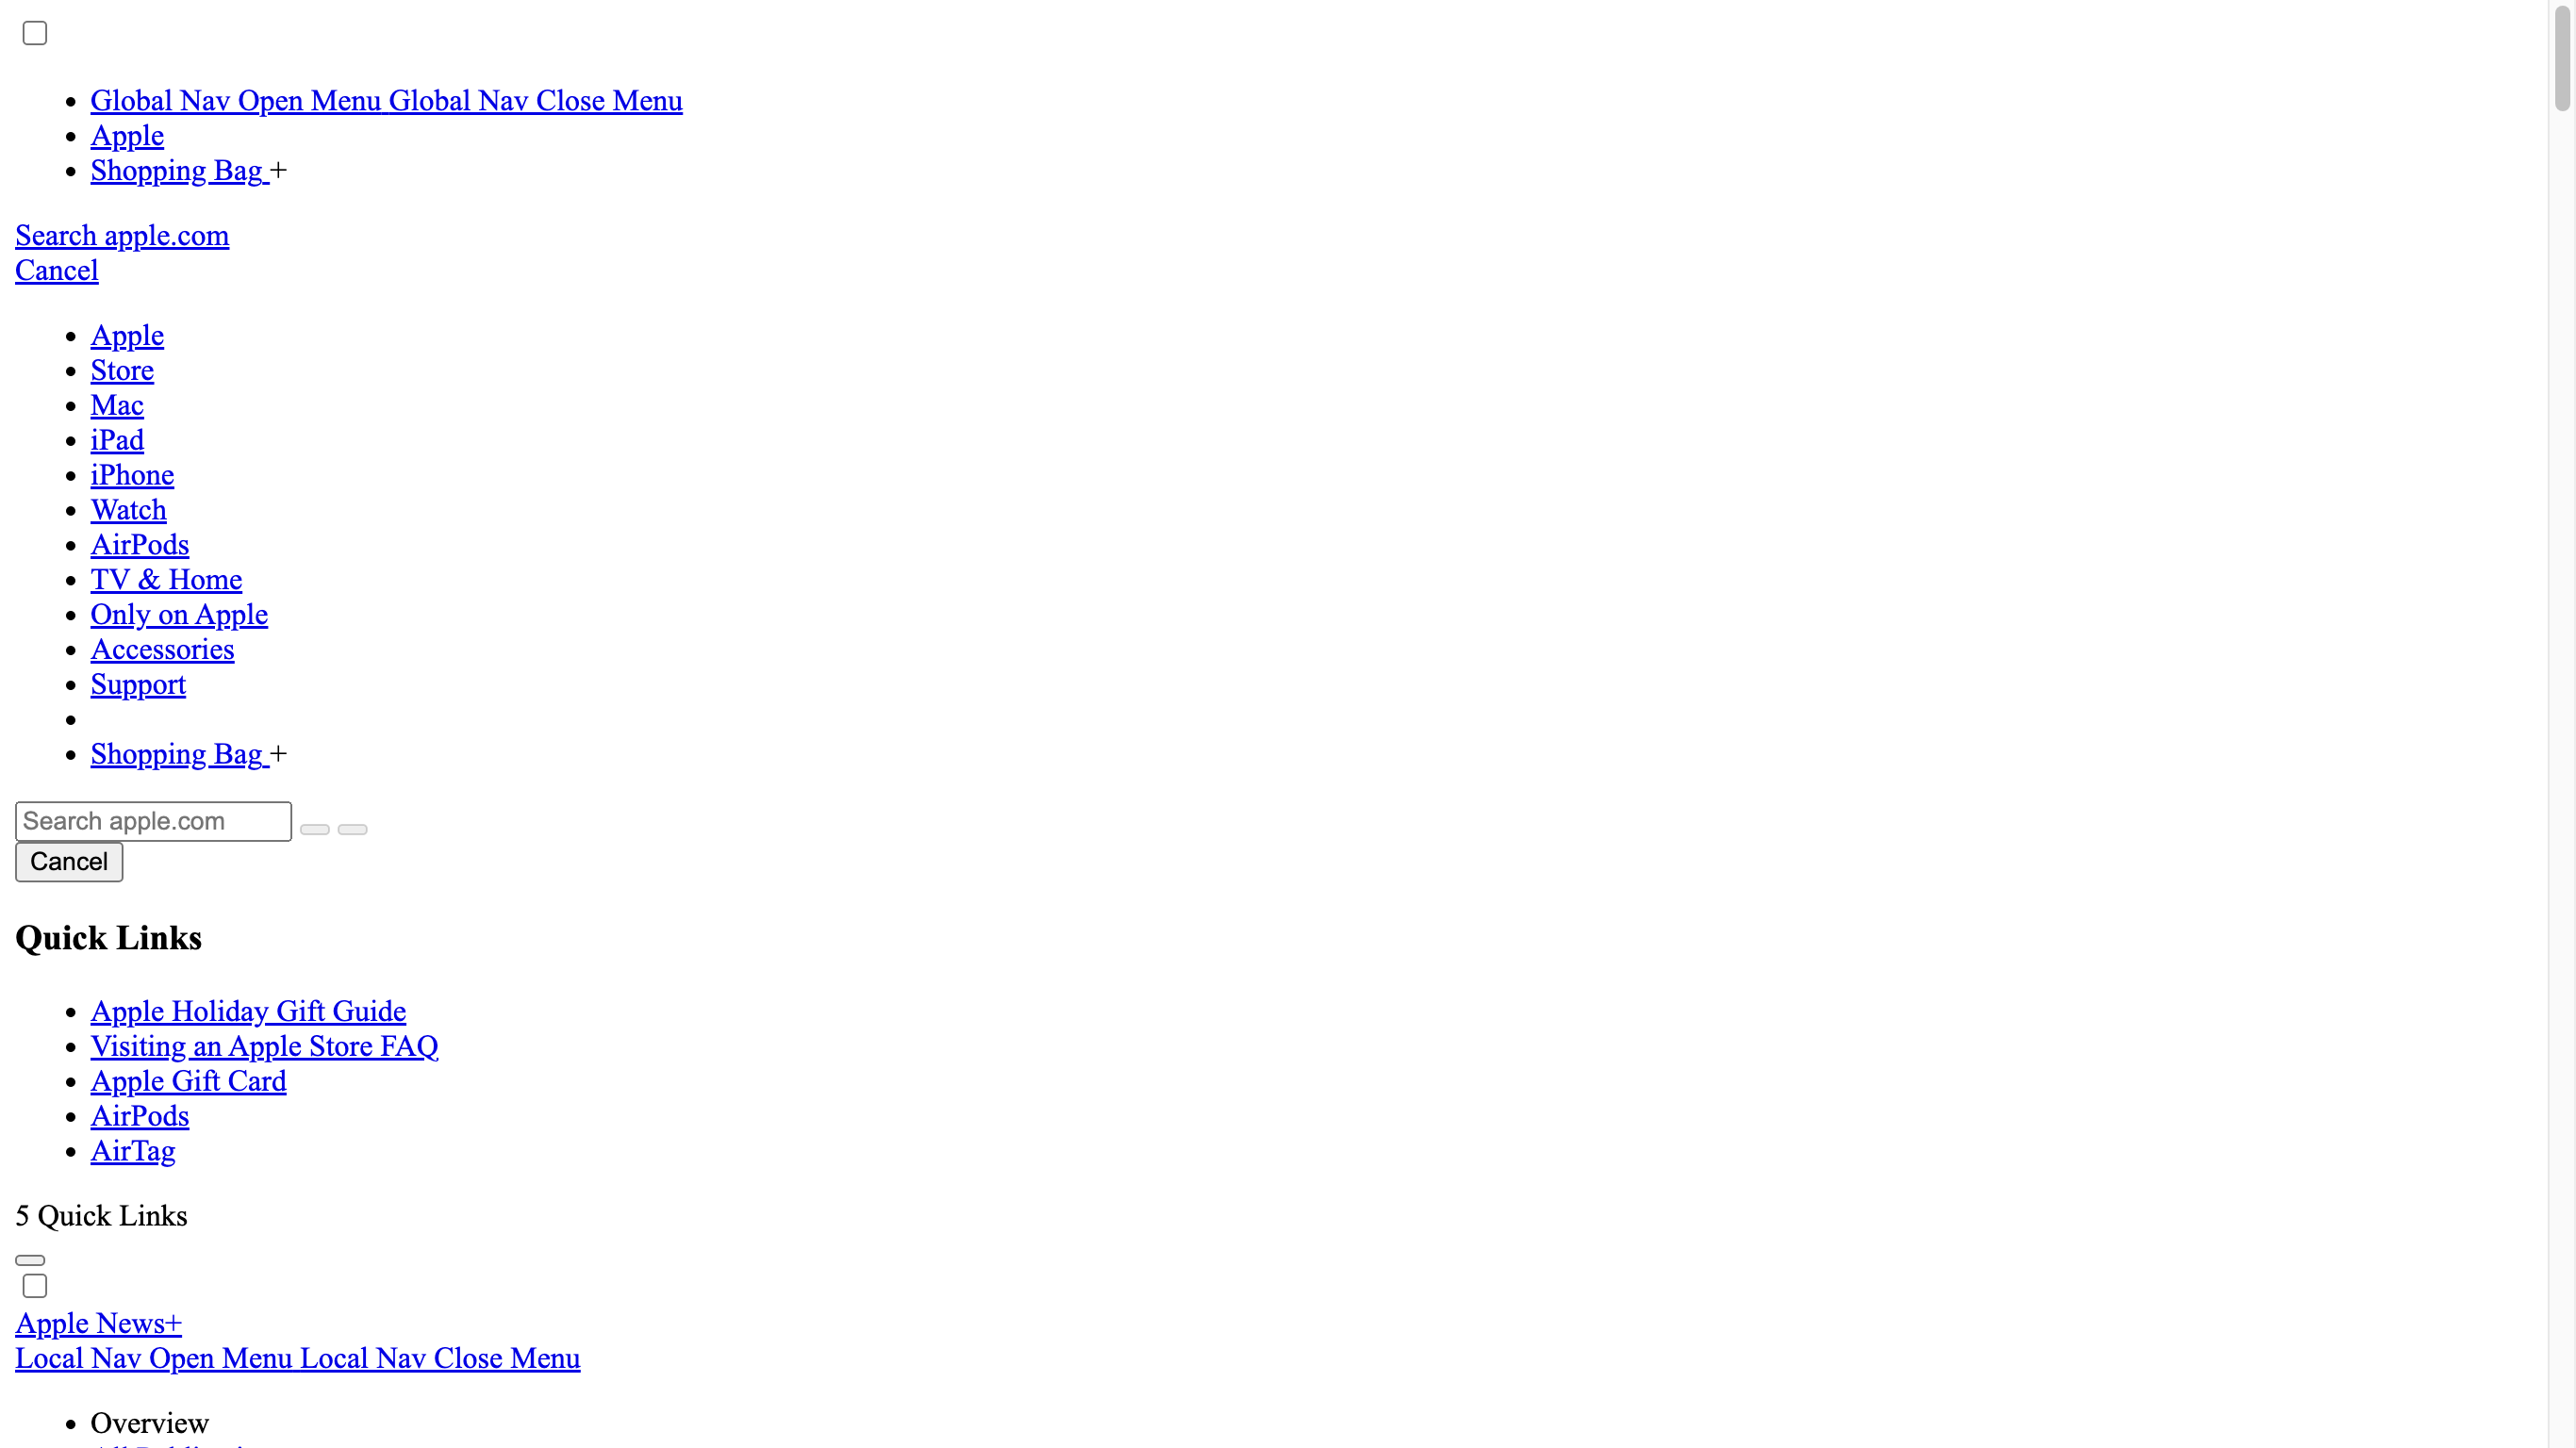 Global Nav Open Menu Global Nav Close Menu
Apple
Shopping Bag +
Search apple.com
Cancel
Apple
Store
Mac
iPad
iPhone
Watch
AirPods
TV & Home
Only on Apple
Accessories
Support
Shopping Bag +
Search apple.com
Cancel
Quick Links
Apple Holiday Gift Guide
Visiting an Apple Store FAQ
Apple Gift Card
AirPods
AirTag
5 Quick Links
Apple News+
Local Nav Open Menu Local Nav Close Menu
Overview